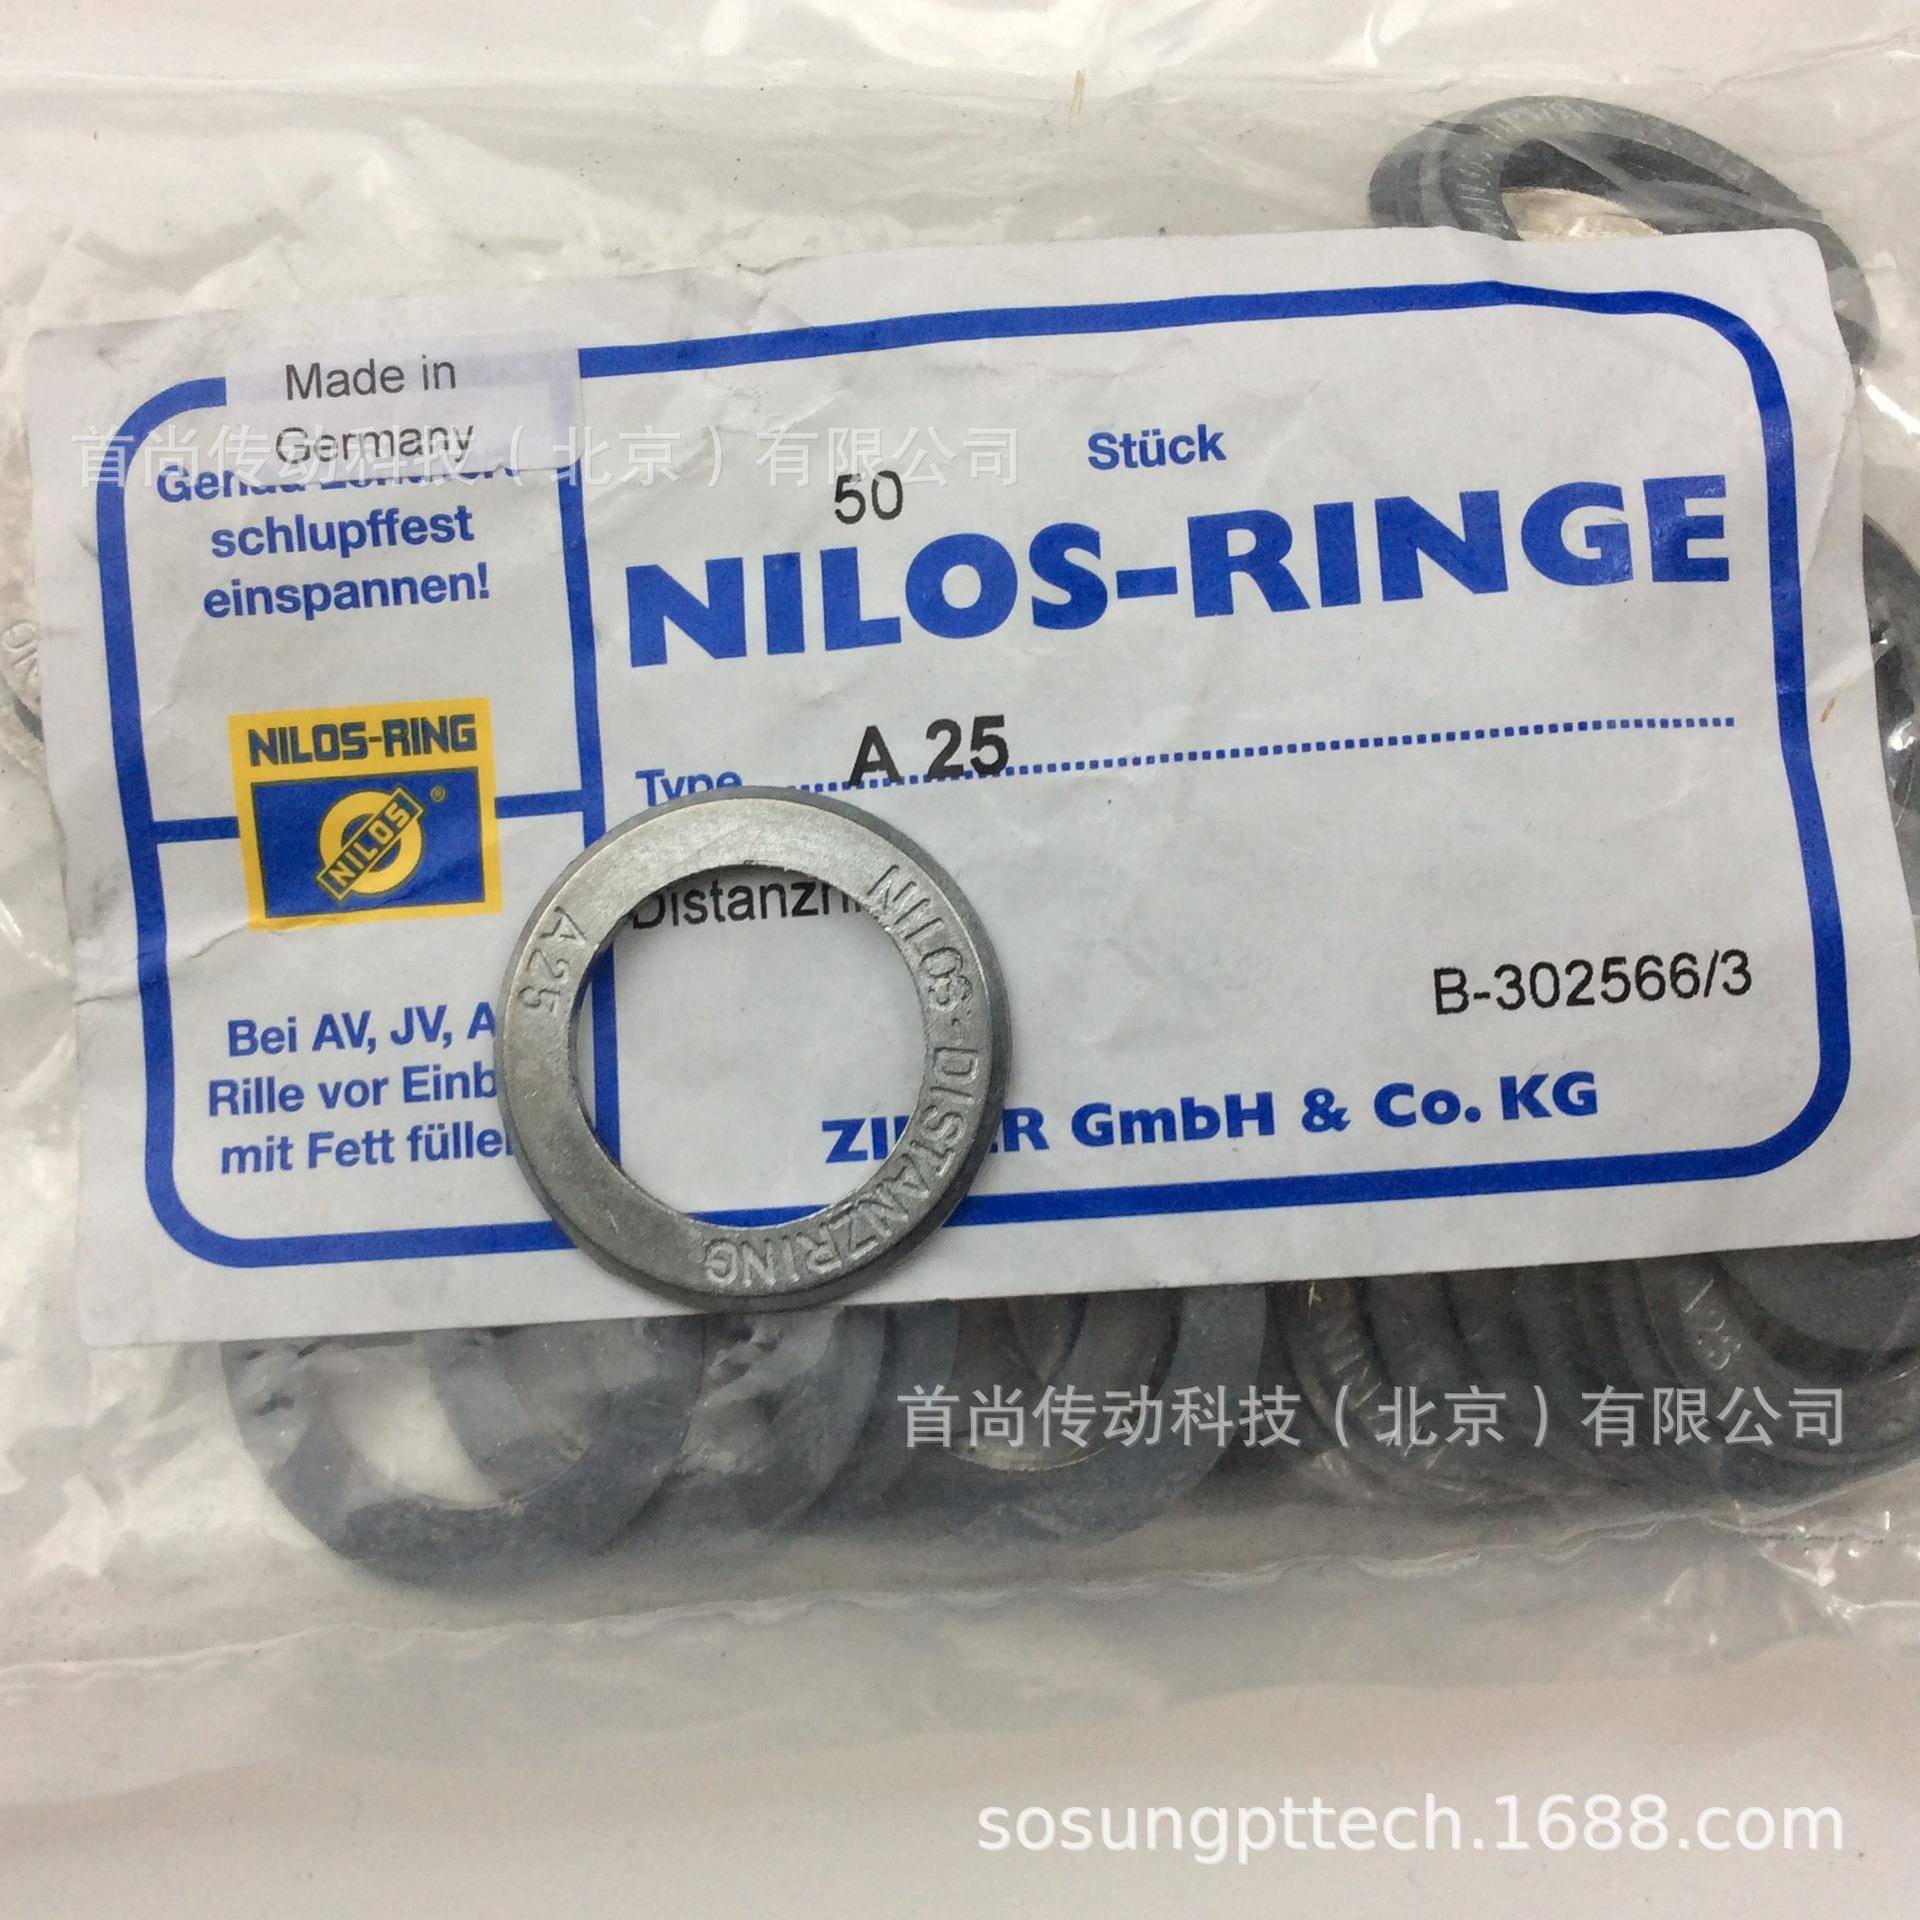 Made in
Germany
首尚传动科技（北京）有限公司
schlupffest
einspannen!
50 Stück
NILOS-RINGE
NILOS-RING
NILOS ®
Type A 25
B-302566/3
Bei AV, JV,
Rille vor
mit Fett
GmbH & Co. KG
A25
NILOS-DISTANZRING
首尚传动科技（北京）有限公司
sosungpttech.1688.com